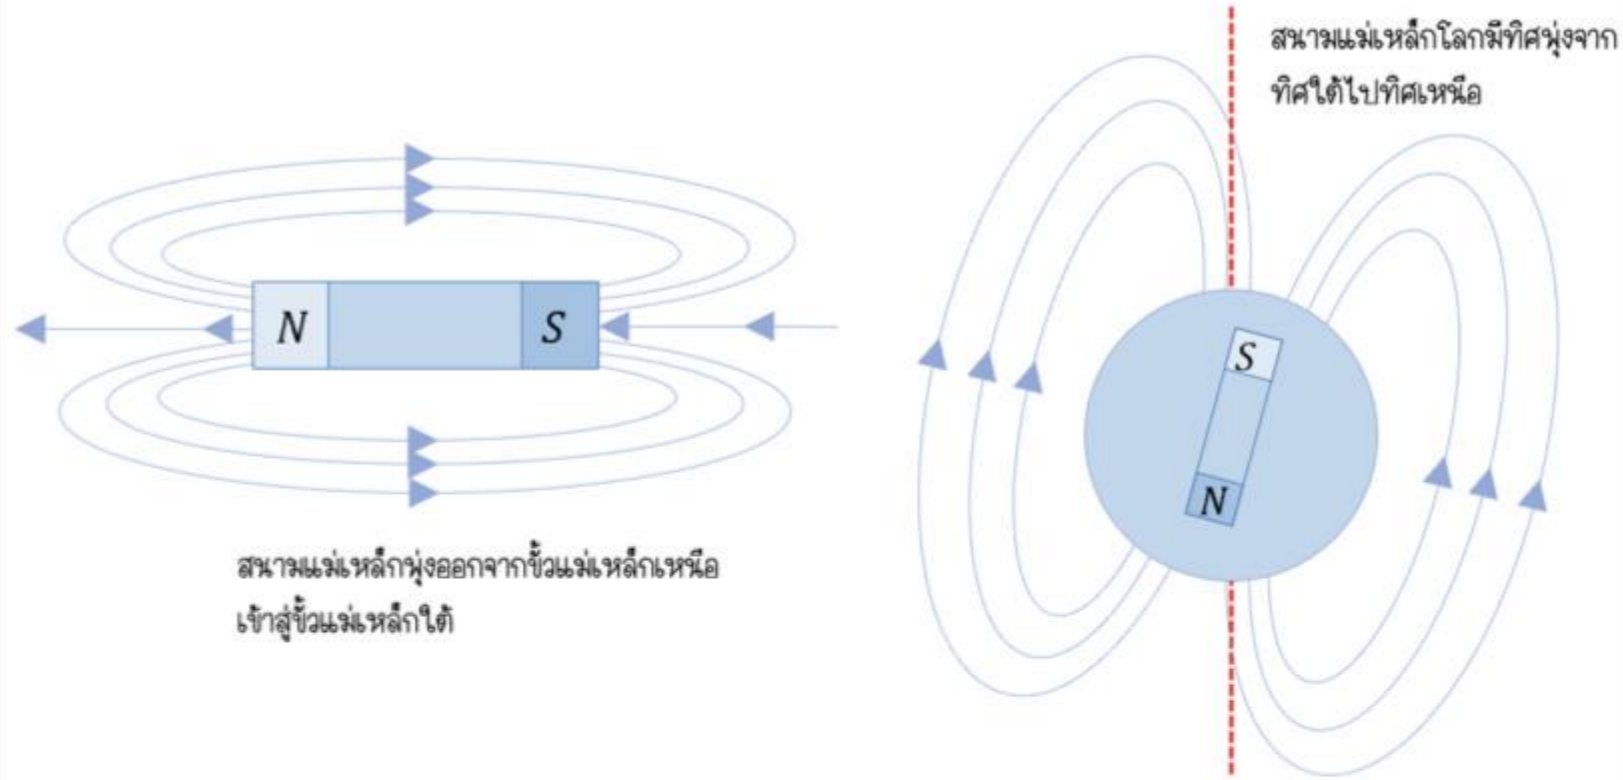 N
S
สนามแม่เหล็กพุ่งออกจากขั้วแม่เหล็กเหนือ
เข้าสู่ขั้วแม่เหล็กใต้
สนามแม่เหล็กโลกมีทิศพุ่งจาก
ทิศใต้ไปทิศเหนือ
S
N